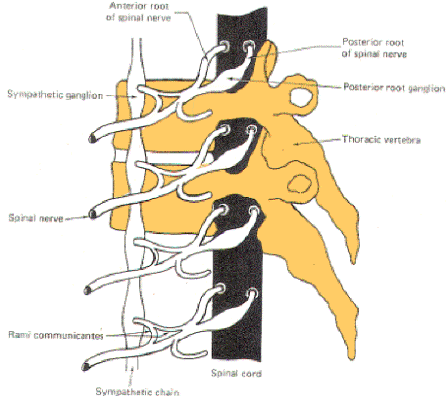 Anterior root
of spinal nerve
Posterior root
of spinal nerve
Sympathetic ganglion
Posterior root ganglion
Thoracic vertebra
Spinal nerve
Rami communicantes
Spinal cord
Sympathetic chain